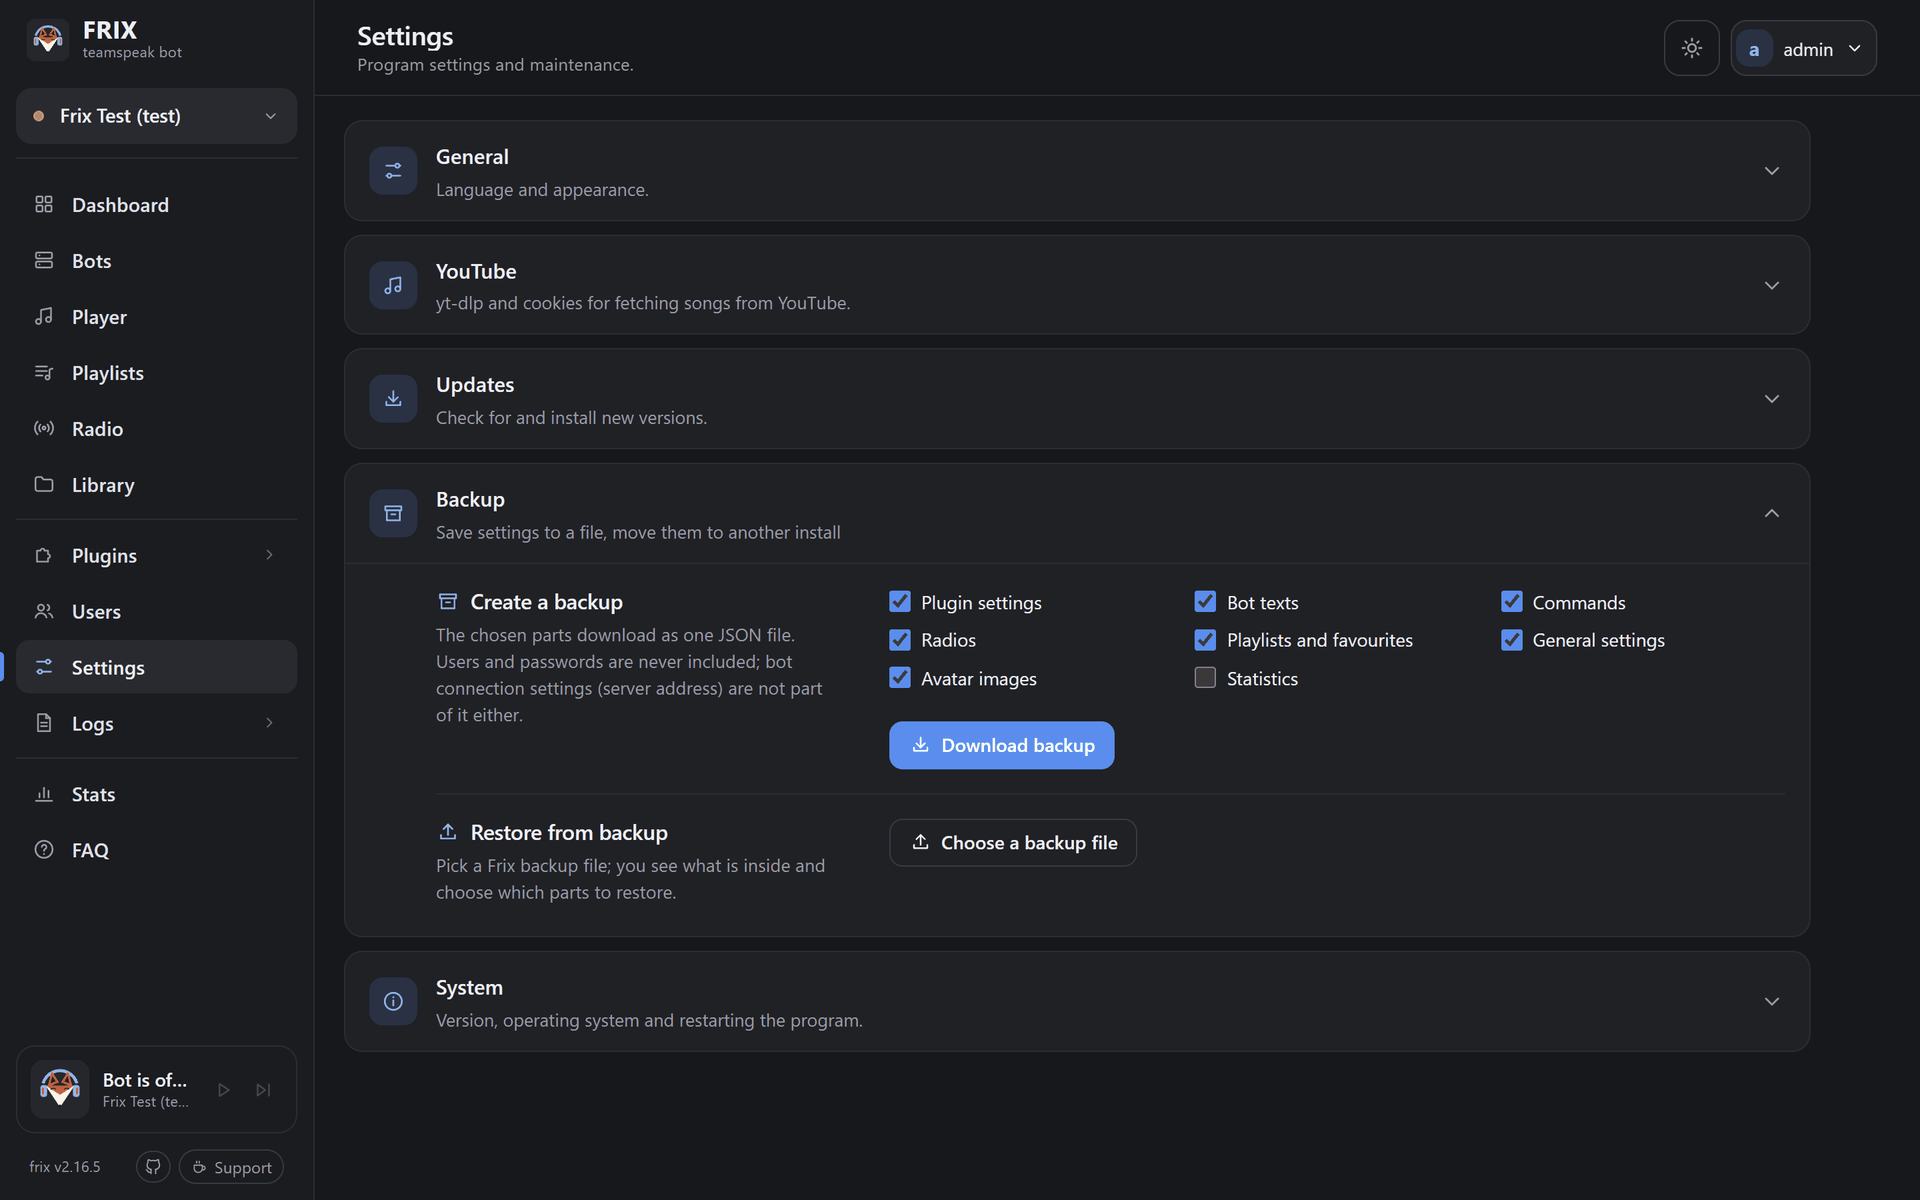 FRIX
teamspeak bot
Frix Test (test)
Dashboard
Bots
Player
Playlists
Radio
Library
Plugins
Users
Settings
Logs
Stats
FAQ
Bot is of...
Frix Test (te...
frix v2.16.5
Support
Settings
Program settings and maintenance.
a
admin
General
Language and appearance.
YouTube
yt-dlp and cookies for fetching songs from YouTube.
Updates
Check for and install new versions.
Backup
Save settings to a file, move them to another install
Create a backup
The chosen parts download as one JSON file.
Users and passwords are never included; bot
connection settings (server address) are not part
of it either.
Plugin settings
Bot texts
Commands
Radios
Playlists and favourites
General settings
Avatar images
Statistics
Download backup
Restore from backup
Pick a Frix backup file; you see what is inside and
choose which parts to restore.
Choose a backup file
System
Version, operating system and restarting the program.